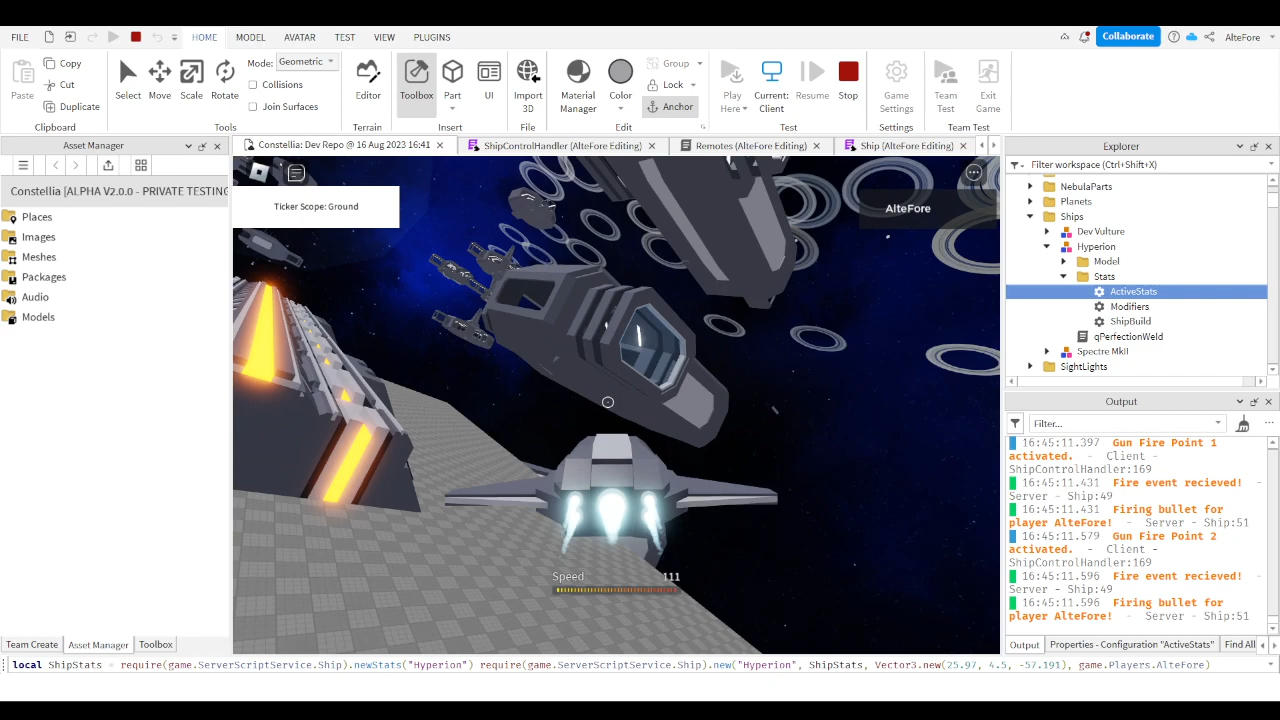 FILE HOME MODEL AVATAR TEST VIEW PLUGINS Collaborate AlteFore
Paste Copy Cut Duplicate
Select Move Scale Rotate
Mode: Geometric
Collisions
Join Surfaces
Editor
Toolbox Part UI
Import 3D
Material Manager Color
Group
Lock
Anchor
Play Here Current: Client Resume Stop
Game Settings
Team Test Exit Game
Clipboard Tools Terrain Insert File Edit Test Settings Team Test
Asset Manager
Constellia: Dev Repo @ 16 Aug 2023 16:41
ShipControlHandler (AlteFore Editing)
Remotes (AlteFore Editing)
Ship (AlteFore Editing)
Explorer
Filter workspace (Ctrl+Shift+X)
Constellia [ALPHA V2.0.0 - PRIVATE TESTING
Places
Images
Meshes
Packages
Audio
Models
Ticker Scope: Ground
AlteFore
Speed 111
NebulaParts
Planets
Ships
Dev Vulture
Hyperion
Model
Stats
ActiveStats
Modifiers
ShipBuild
qPerfectionWeld
Spectre MkII
SightLights
Output
Filter...
16:45:11.397 Gun Fire Point 1
activated. - Client -
ShipControlHandler:169
16:45:11.431 Fire event recieved! -
Server - Ship:49
16:45:11.431 Firing bullet for
player AlteFore! - Server - Ship:51
16:45:11.579 Gun Fire Point 2
activated. - Client -
ShipControlHandler:169
16:45:11.596 Fire event recieved! -
Server - Ship:49
16:45:11.596 Firing bullet for
player AlteFore! - Server - Ship:51
Team Create Asset Manager Toolbox
Output Properties - Configuration "ActiveStats" Find All
local ShipStats = require(game.ServerScriptService.Ship).newStats("Hyperion") require(game.ServerScriptService.Ship).new("Hyperion", ShipStats, Vector3.new(25.97, 4.5, -57.191), game.Players.AlteFore)